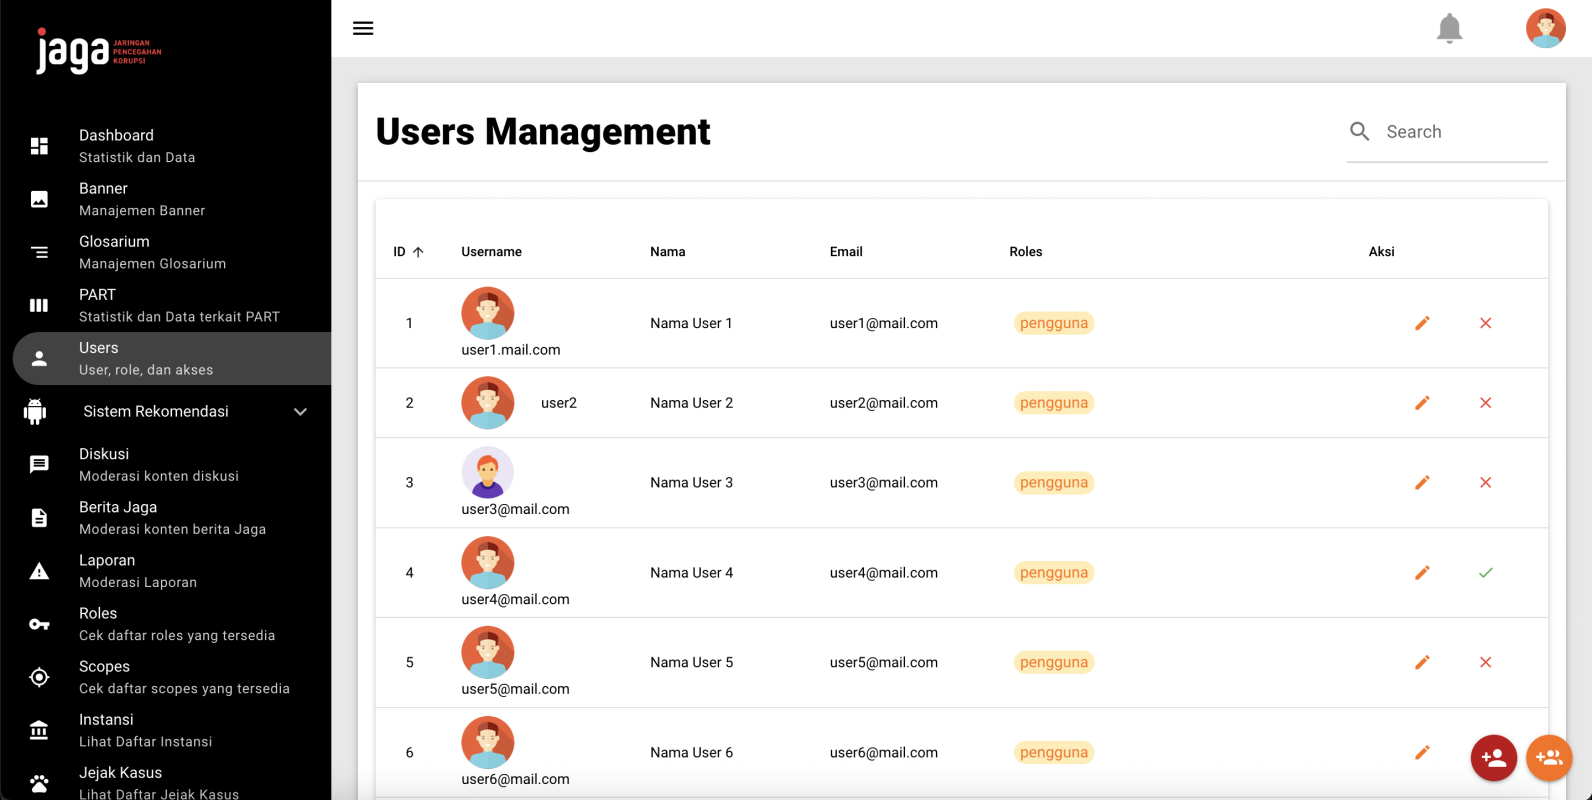 jaga JARINGAN
PENCEGAHAN
KORUPSI
Dashboard
Statistik dan Data
Banner
Manajemen Banner
Glosarium
Manajemen Glosarium
PART
Statistik dan Data terkait PART
Users
User, role, dan akses
Sistem Rekomendasi
Diskusi
Moderasi konten diskusi
Berita Jaga
Moderasi konten berita Jaga
Laporan
Moderasi Laporan
Roles
Cek daftar roles yang tersedia
Scopes
Cek daftar scopes yang tersedia
Instansi
Lihat Daftar Instansi
Jejak Kasus
Lihat Daftar Jejak Kasus
Users Management
Search
ID Username Nama Email Roles Aksi
1 user1.mail.com Nama User 1 user1@mail.com pengguna
2 user2 Nama User 2 user2@mail.com pengguna
3 user3@mail.com Nama User 3 user3@mail.com pengguna
4 user4@mail.com Nama User 4 user4@mail.com pengguna
5 user5@mail.com Nama User 5 user5@mail.com pengguna
6 user6@mail.com Nama User 6 user6@mail.com pengguna